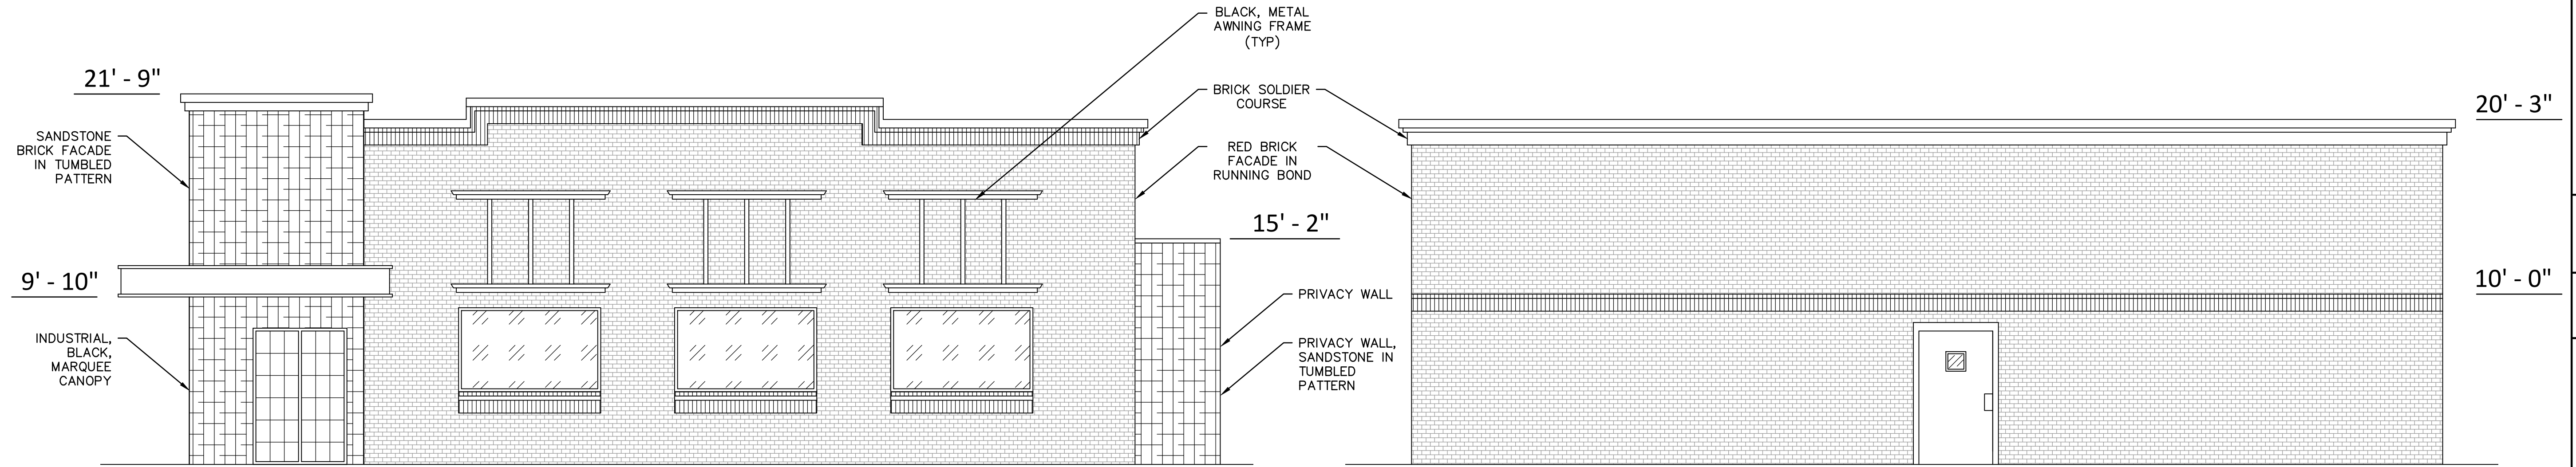 BLACK, METAL
AWNING FRAME
(TYP)
21' - 9"
BRICK SOLDIER
COURSE
20' - 3"
SANDSTONE
BRICK FACADE
IN TUMBLED
PATTERN
RED BRICK
FACADE IN
RUNNING BOND
15' - 2"
9' - 10"
10' - 0"
PRIVACY WALL
INDUSTRIAL,
BLACK,
MARQUEE
CANOPY
PRIVACY WALL,
SANDSTONE IN
TUMBLED
PATTERN